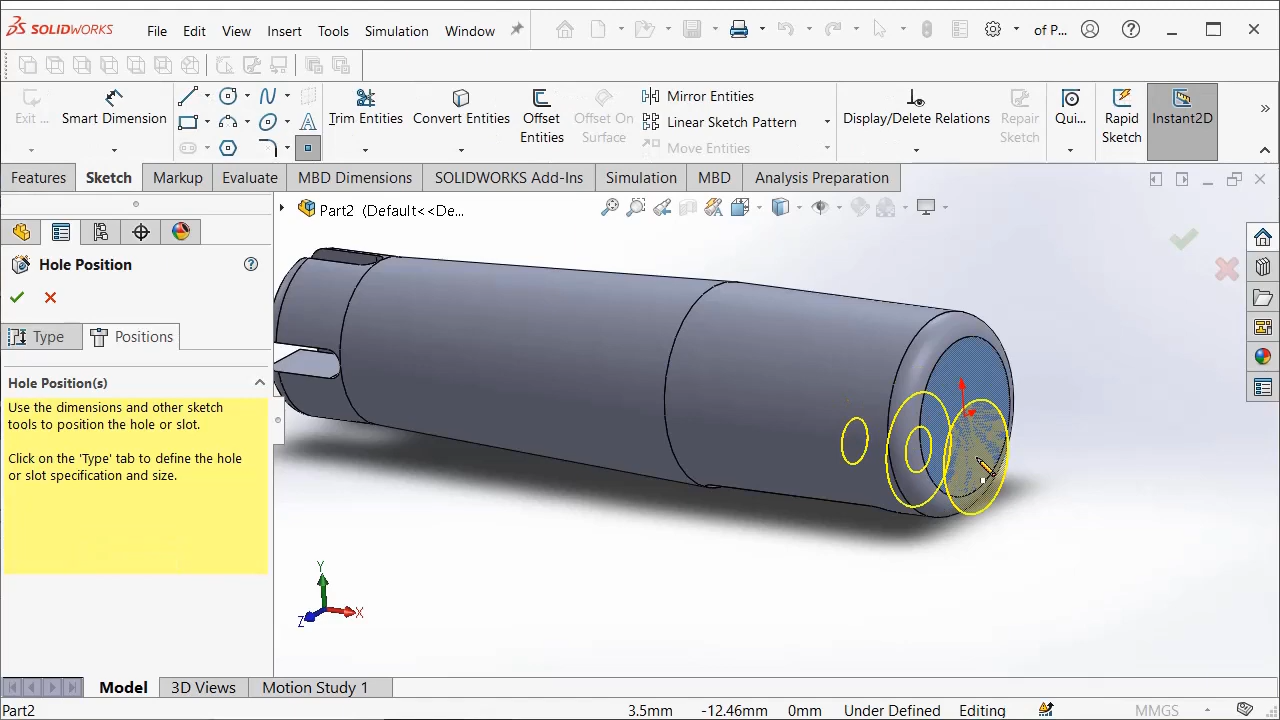 SOLIDWORKS File Edit View Insert Tools Simulation Window of P...
Exit ... Smart Dimension Trim Entities Convert Entities Offset Entities Offset On Surface Mirror Entities Display/Delete Relations Repair Sketch Qui... Rapid Sketch Instant2D
Linear Sketch Pattern
Move Entities
Features Sketch Markup Evaluate MBD Dimensions SOLIDWORKS Add-Ins Simulation MBD Analysis Preparation
Part2 (Default<<De...
Hole Position
Type Positions
Hole Position(s)
Use the dimensions and other sketch
tools to position the hole or slot.
Click on the 'Type' tab to define the hole
or slot specification and size.
Y
X
Z
Model 3D Views Motion Study 1
Part2 3.5mm -12.46mm 0mm Under Defined Editing MMGS